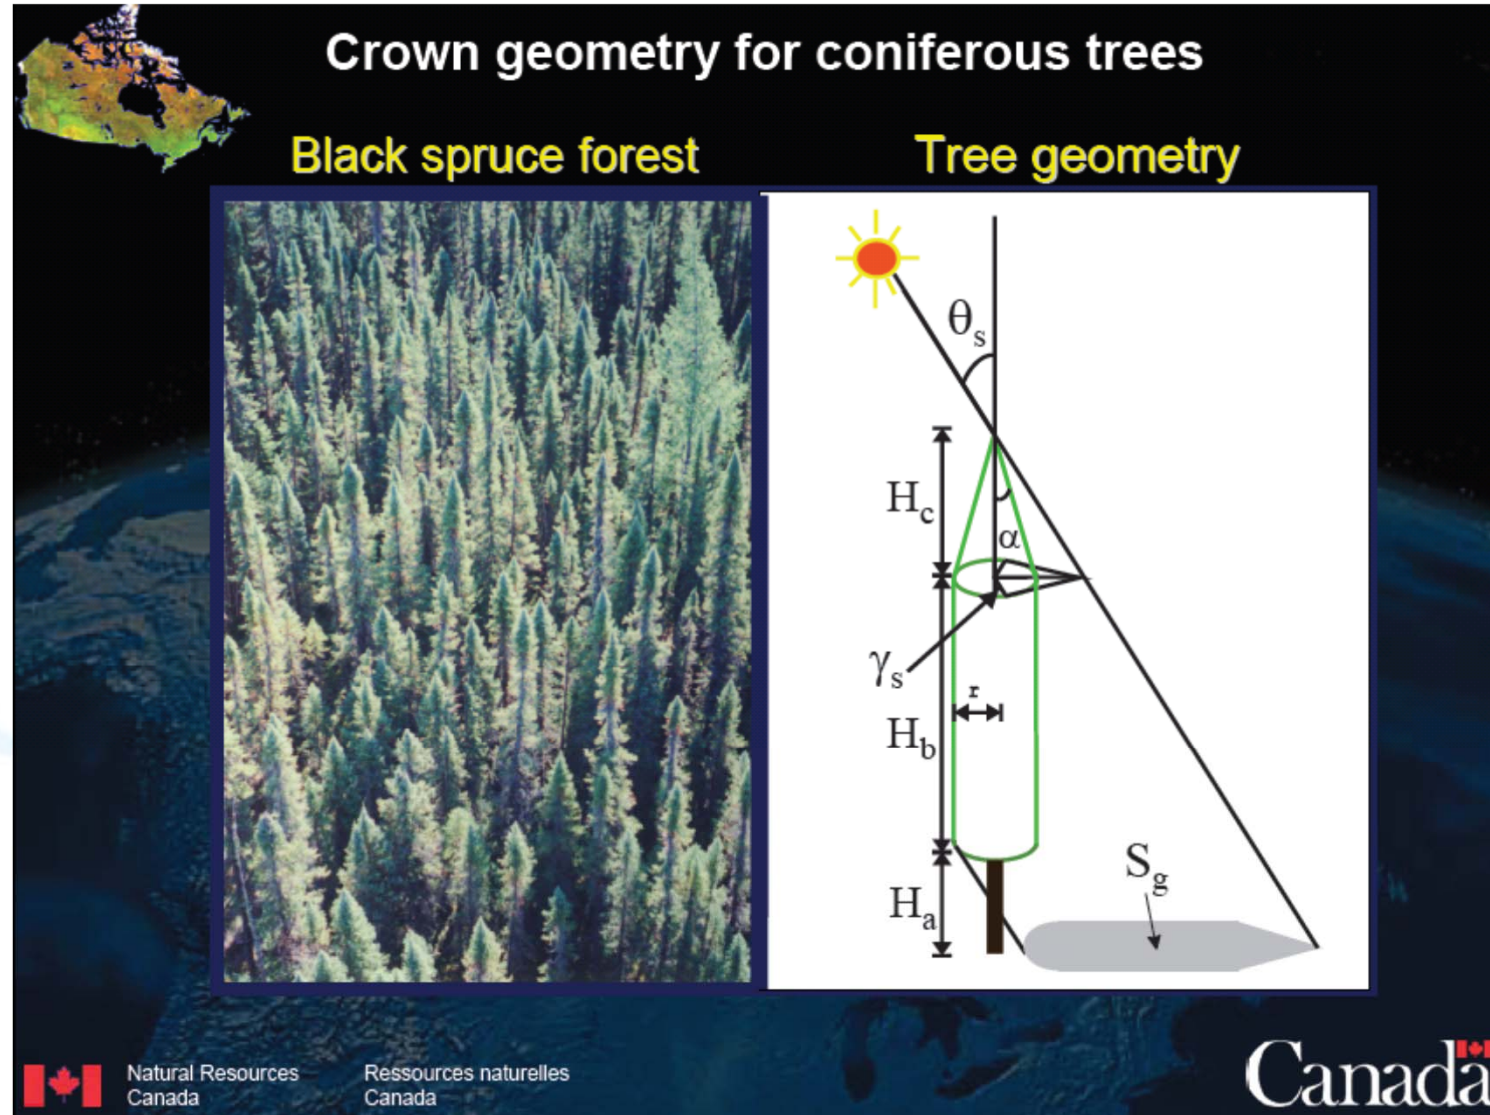 Crown geometry for coniferous trees
Black spruce forest
Tree geometry
θs
Hc
α
γs
r
Hb
Ha
Sg
Natural Resources
Canada
Ressources naturelles
Canada
Canada